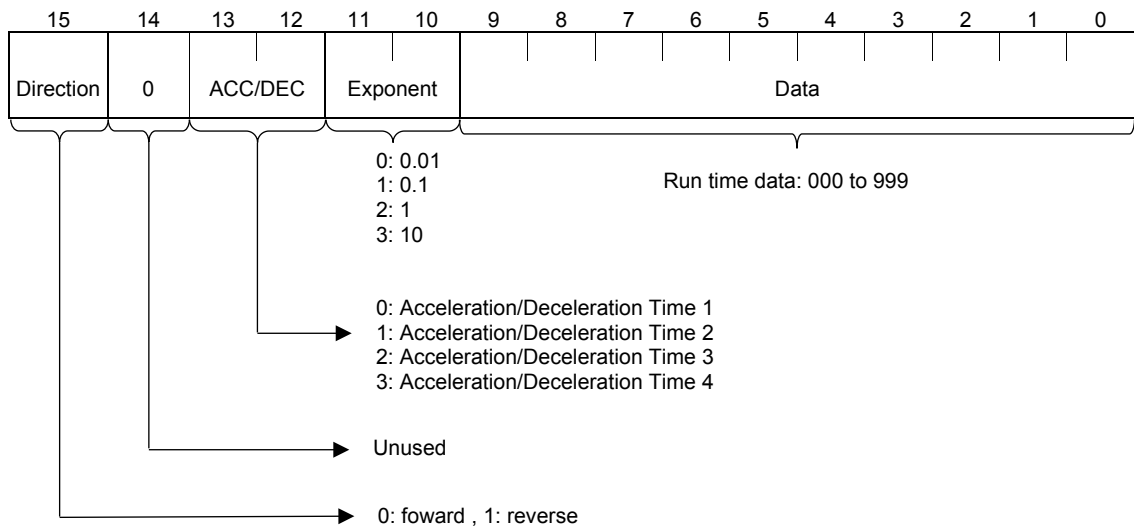 15 14 13 12 11 10 9 8 7 6 5 4 3 2 1 0
Direction 0 ACC/DEC Exponent Data
0: 0.01
1: 0.1
2: 1
3: 10
Run time data: 000 to 999
0: Acceleration/Deceleration Time 1
1: Acceleration/Deceleration Time 2
2: Acceleration/Deceleration Time 3
3: Acceleration/Deceleration Time 4
Unused
0: foward , 1: reverse